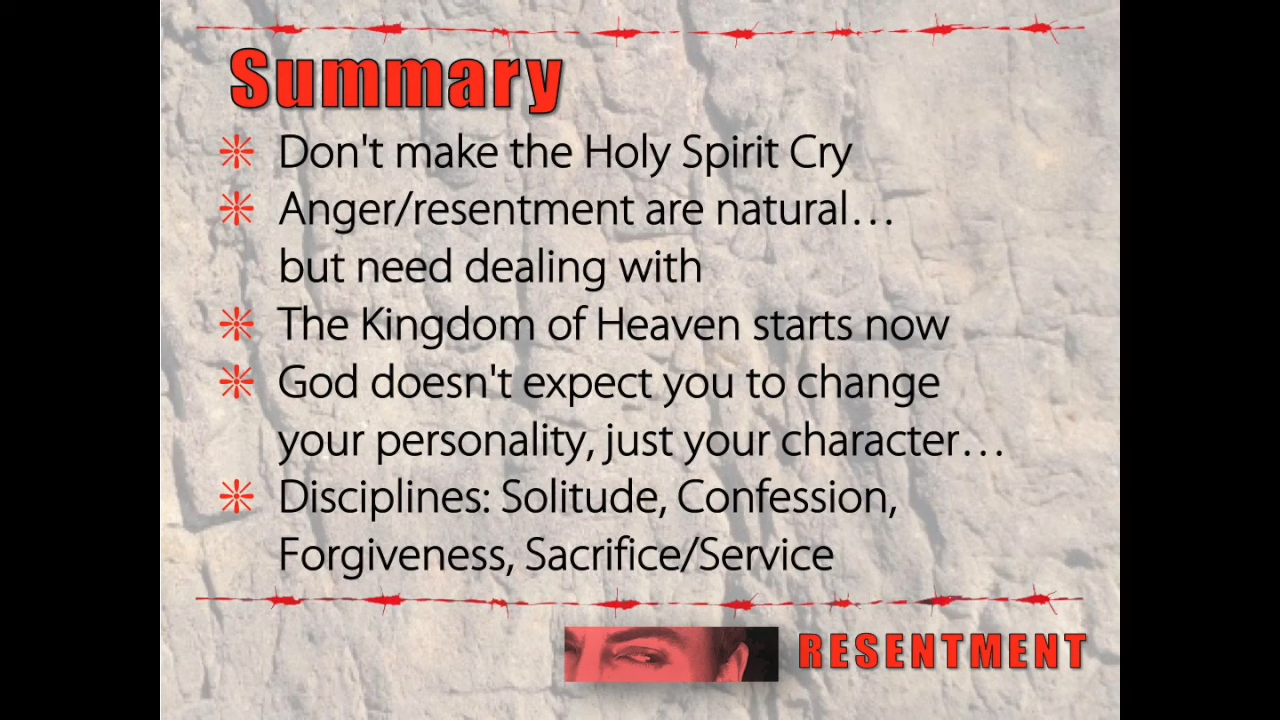 Summary
Don't make the Holy Spirit Cry
Anger/resentment are natural…
but need dealing with
The Kingdom of Heaven starts now
God doesn't expect you to change
your personality, just your character…
Disciplines: Solitude, Confession,
Forgiveness, Sacrifice/Service
RESENTMENT